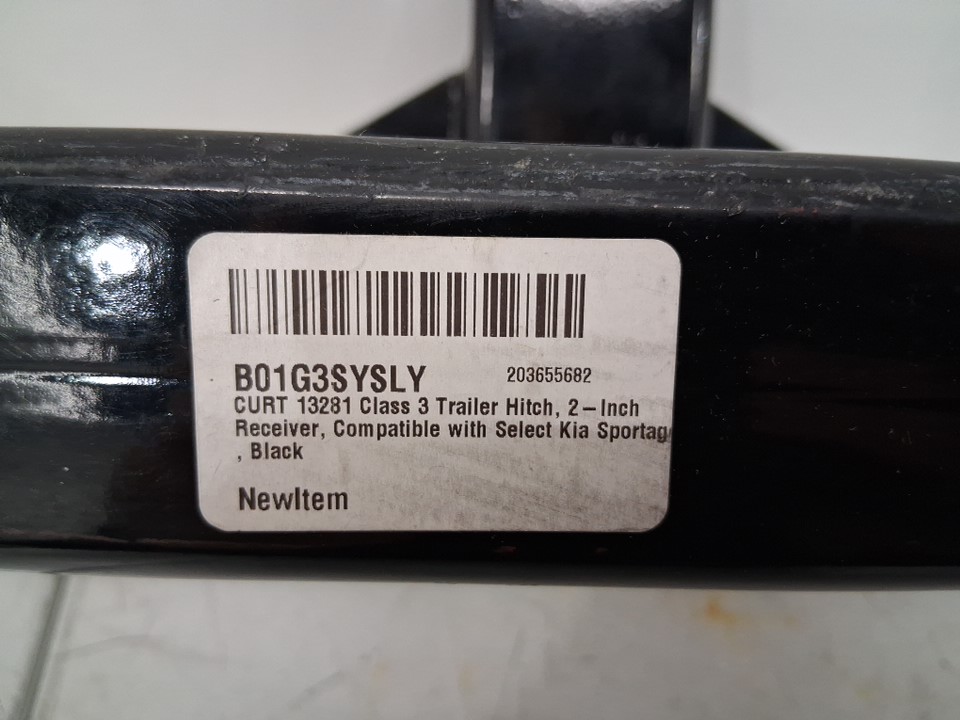 B01G3SYSLY 203655682
CURT 13281 Class 3 Trailer Hitch, 2-Inch
Receiver, Compatible with Select Kia Sportag
, Black
NewItem